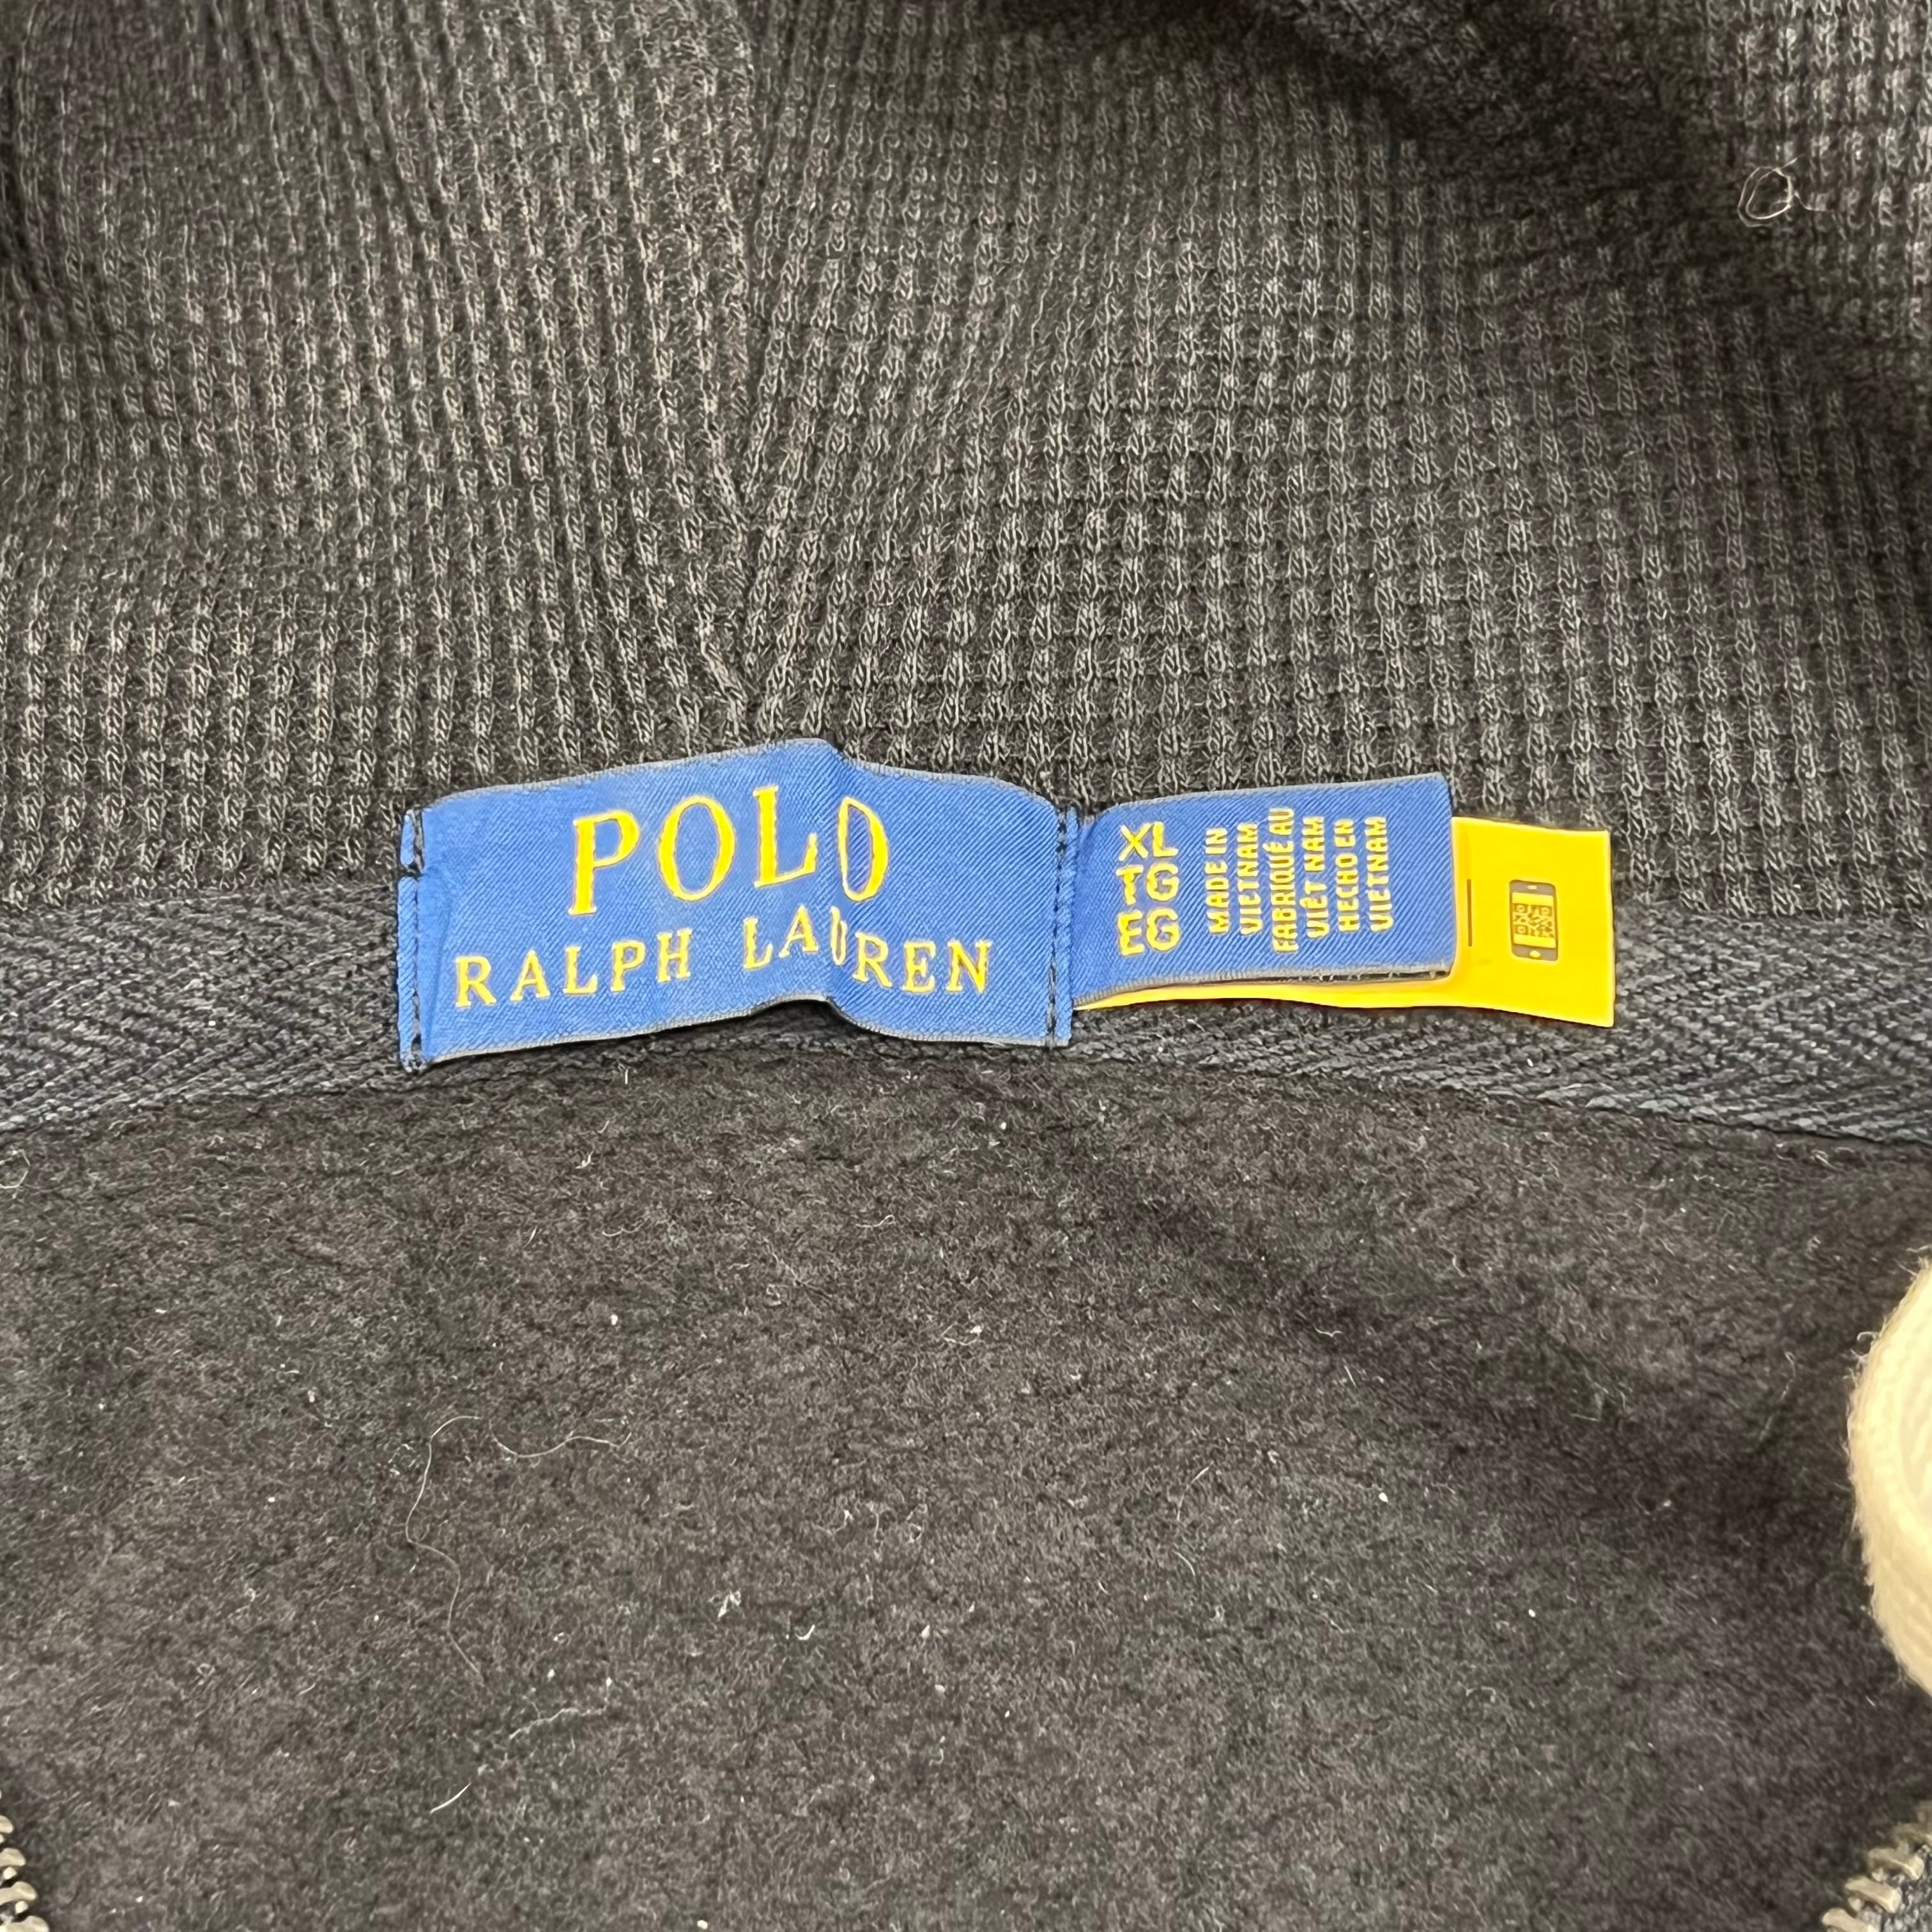 POLO
RALPH LAUREN
XL
TG
EG
MADE IN
VIETNAM
FABRIQUÉ AU
VIÊT NAM
HECHO EN
VIETNAM